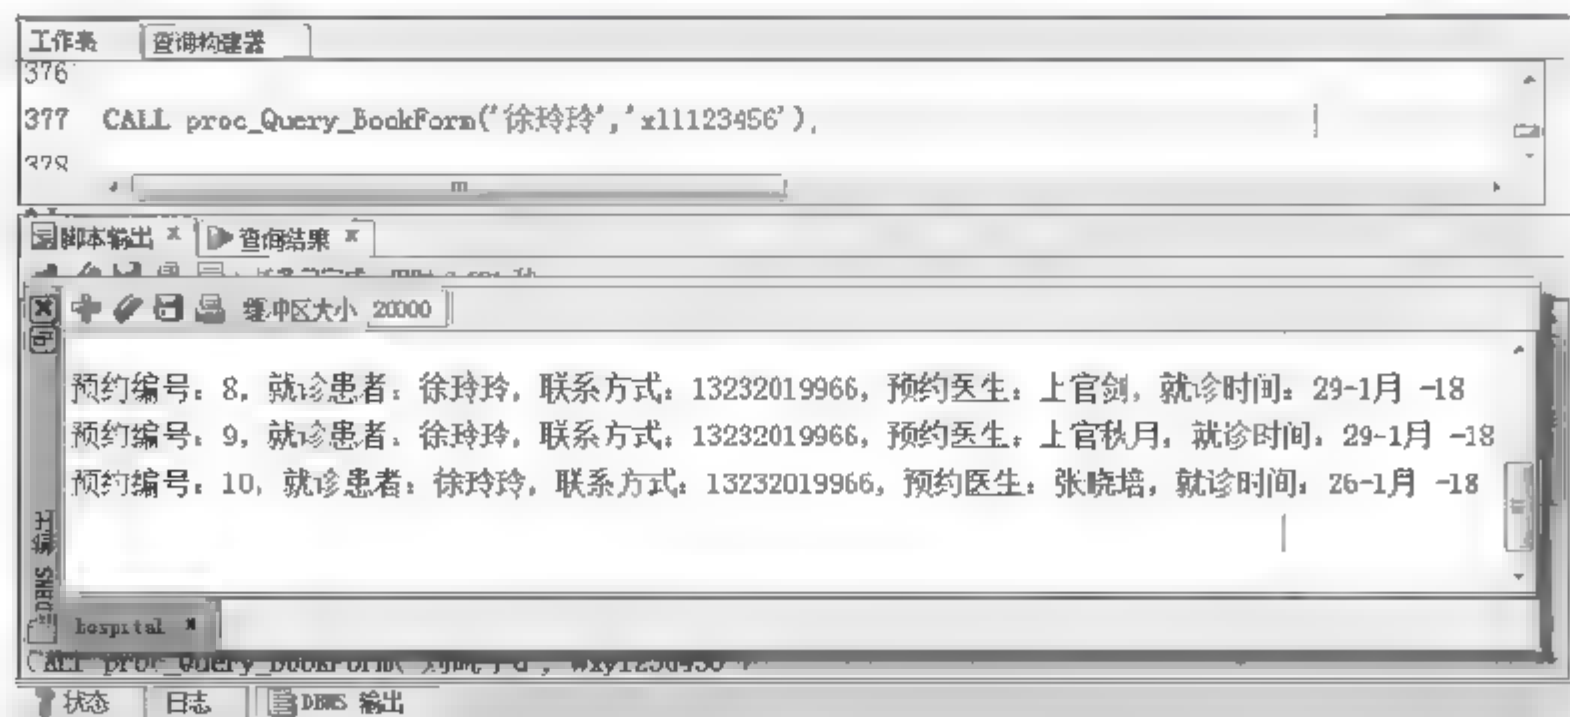 工作表 查询构建器
376
377 CALL proc_Query_BookForm('徐玲玲','xll123456');
378
脚本输出 查询结果
缓冲区大小 20000
预约编号：8，就诊患者：徐玲玲，联系方式：13232019966，预约医生：上官剑，就诊时间：29-1月 -18
预约编号：9，就诊患者：徐玲玲，联系方式：13232019966，预约医生：上官秋月，就诊时间：29-1月 -18
预约编号：10，就诊患者：徐玲玲，联系方式：13232019966，预约医生：张晓培，就诊时间：26-1月 -18
DBMS 输出
hospital
CALL proc_Query_BookForm(
状态 日志 DBMS 输出